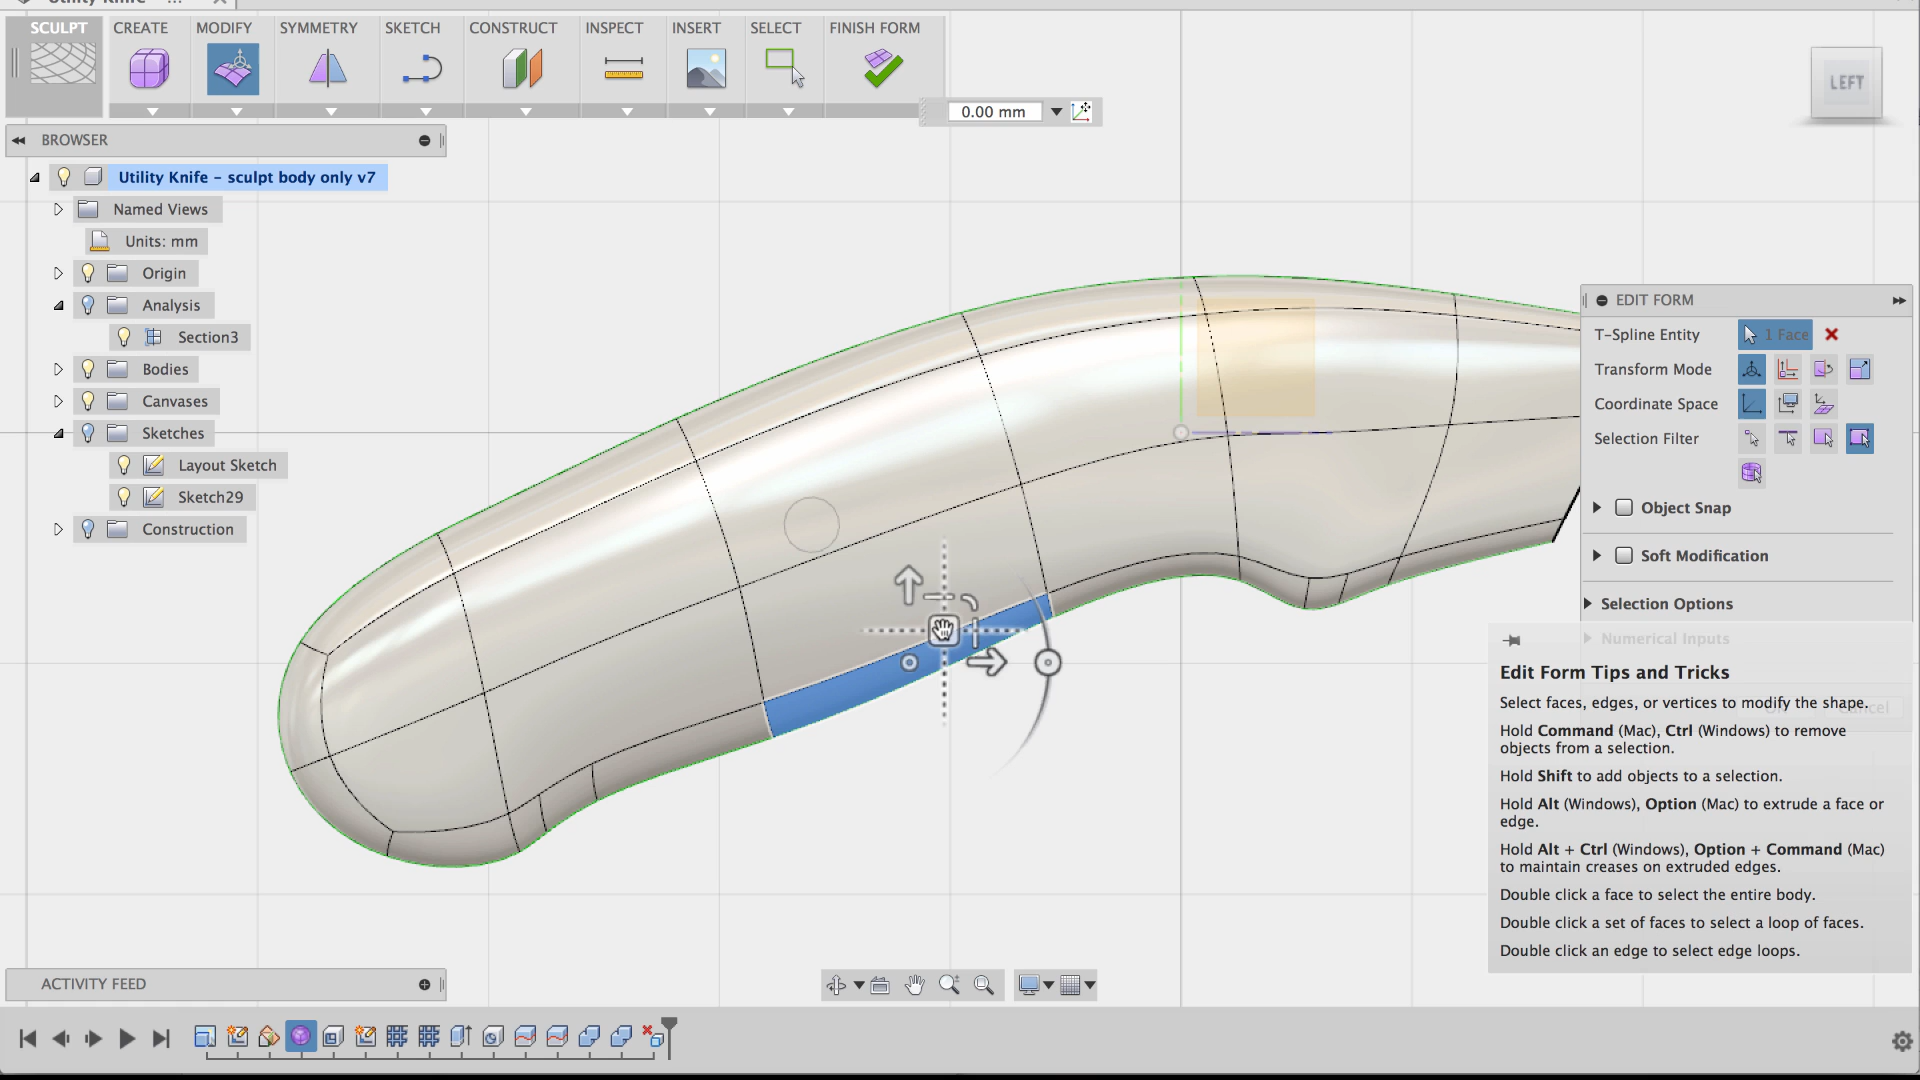 Utility Knife - ...
SCULPT
CREATE
MODIFY
SYMMETRY
SKETCH
CONSTRUCT
INSPECT
INSERT
SELECT
FINISH FORM
0.00 mm
LEFT
BROWSER
Utility Knife – sculpt body only v7
Named Views
Units: mm
Origin
Analysis
Section3
Bodies
Canvases
Sketches
Layout Sketch
Sketch29
Construction
EDIT FORM
T-Spline Entity
1 Face
Transform Mode
Coordinate Space
Selection Filter
Object Snap
Soft Modification
Selection Options
Numerical Inputs
Cancel
Edit Form Tips and Tricks
Select faces, edges, or vertices to modify the shape.
Hold Command (Mac), Ctrl (Windows) to remove
objects from a selection.
Hold Shift to add objects to a selection.
Hold Alt (Windows), Option (Mac) to extrude a face or
edge.
Hold Alt + Ctrl (Windows), Option + Command (Mac)
to maintain creases on extruded edges.
Double click a face to select the entire body.
Double click a set of faces to select a loop of faces.
Double click an edge to select edge loops.
ACTIVITY FEED